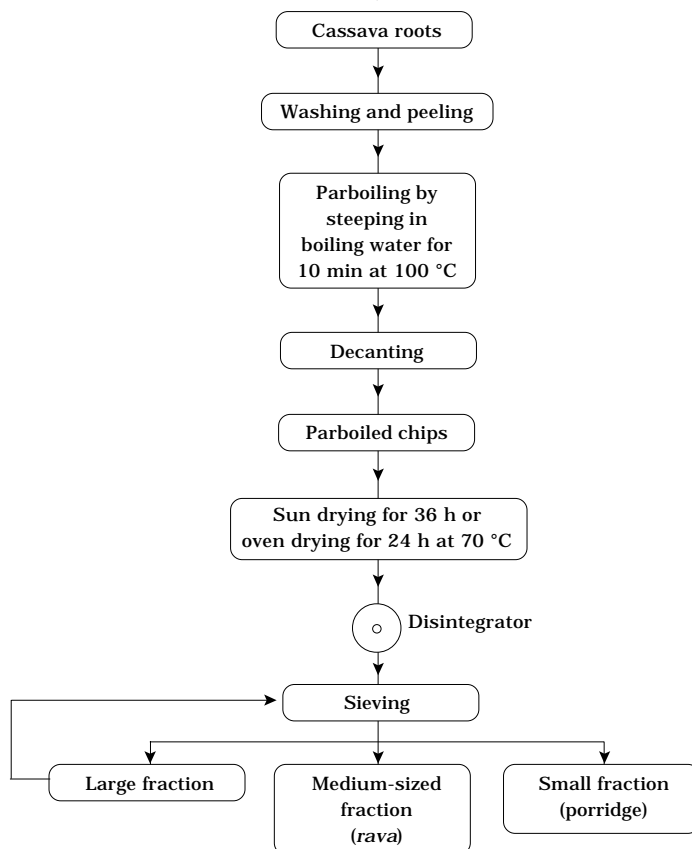 Cassava roots
Washing and peeling
Parboiling by
steeping in
boiling water for
10 min at 100 °C
Decanting
Parboiled chips
Sun drying for 36 h or
oven drying for 24 h at 70 °C
Disintegrator
Sieving
Large fraction
Medium-sized
fraction
(rava)
Small fraction
(porridge)